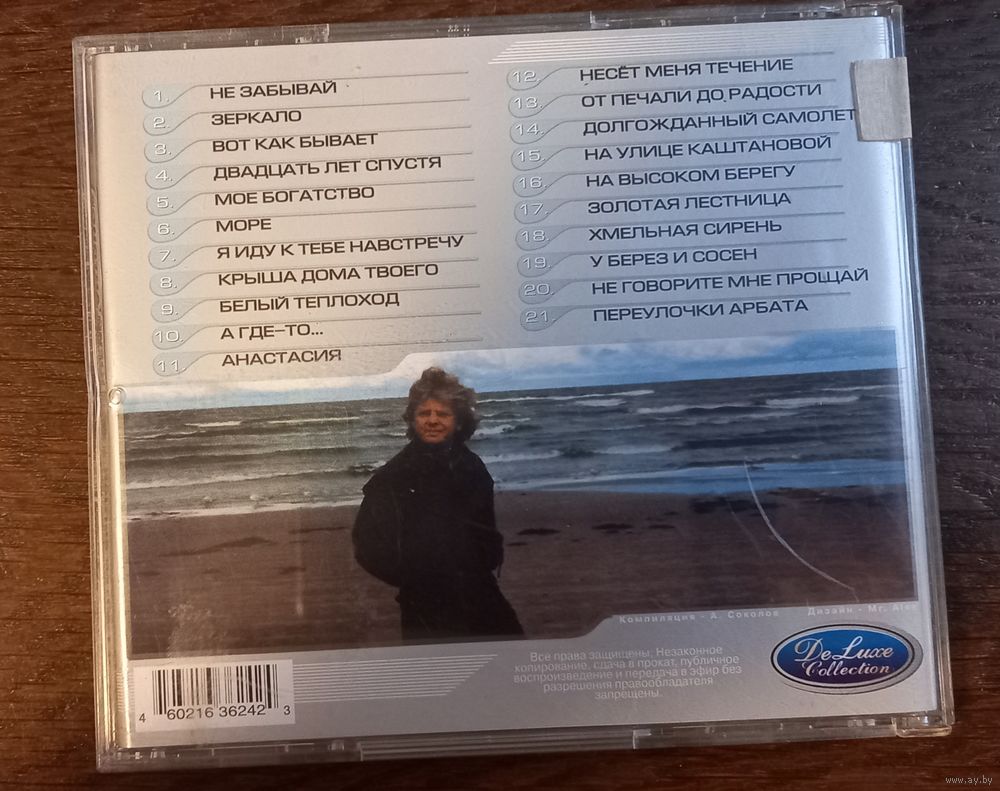 1. НЕ ЗАБЫВАЙ
2. ЗЕРКАЛО
3. ВОТ КАК БЫВАЕТ
4. ДВАДЦАТЬ ЛЕТ СПУСТЯ
5. МОЕ БОГАТСТВО
6. МОРЕ
7. Я ИДУ К ТЕБЕ НАВСТРЕЧУ
8. КРЫША ДОМА ТВОЕГО
9. БЕЛЫЙ ТЕПЛОХОД
10. А ГДЕ-ТО...
11. АНАСТАСИЯ
12. НЕСЁТ МЕНЯ ТЕЧЕНИЕ
13. ОТ ПЕЧАЛИ ДО РАДОСТИ
14. ДОЛГОЖДАННЫЙ САМОЛЕТ
15. НА УЛИЦЕ КАШТАНОВОЙ
16. НА ВЫСОКОМ БЕРЕГУ
17. ЗОЛОТАЯ ЛЕСТНИЦА
18. ХМЕЛЬНАЯ СИРЕНЬ
19. У БЕРЕЗ И СОСЕН
20. НЕ ГОВОРИТЕ МНЕ ПРОЩАЙ
21. ПЕРЕУЛОЧКИ АРБАТА
Компиляция - А. Соколов Дизайн - Mr.
Все права защищены. Незаконное
копирование, сдача в прокат, публичное
воспроизведение и передача в эфир без
разрешения правообладателя
запрещены.
De Luxe
Collection
4 60216 36242 3
www.ay.by